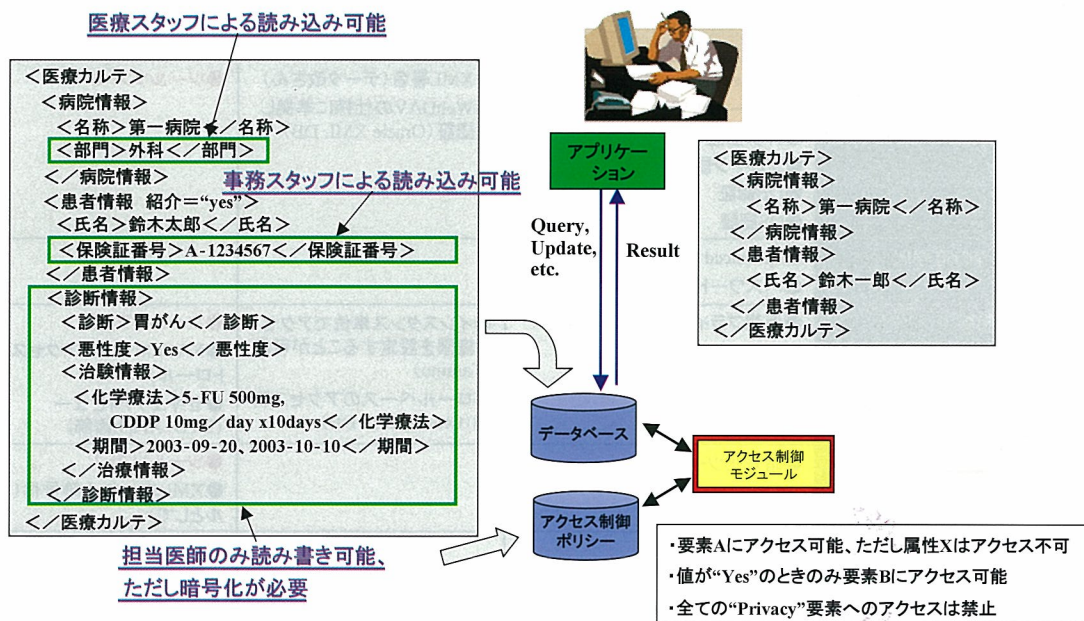 医療スタッフによる読み込み可能
<医療カルテ>
<病院情報>
<名称>第一病院</名称>
<部門>外科</部門>
</病院情報>
事務スタッフによる読み込み可能
<患者情報 紹介="yes">
<氏名>鈴木太郎</氏名>
<保険証番号>A-1234567</保険証番号>
</患者情報>
<診断情報>
<診断>胃がん</診断>
<悪性度>Yes</悪性度>
<治験情報>
<化学療法>5-FU 500mg,
CDDP 10mg/day x10days</化学療法>
<期間>2003-09-20、2003-10-10</期間>
</治療情報>
</診断情報>
</医療カルテ>
担当医師のみ読み書き可能、
ただし暗号化が必要
アプリケー
ション
Query,
Update,
etc.
Result
データベース
アクセス制御
ポリシー
アクセス制御
モジュール
<医療カルテ>
<病院情報>
<名称>第一病院</名称>
</病院情報>
<患者情報>
<氏名>鈴木一郎</氏名>
</患者情報>
</医療カルテ>
・要素Aにアクセス可能、ただし属性Xはアクセス不可
・値が"Yes"のときのみ要素Bにアクセス可能
・全ての"Privacy"要素へのアクセスは禁止